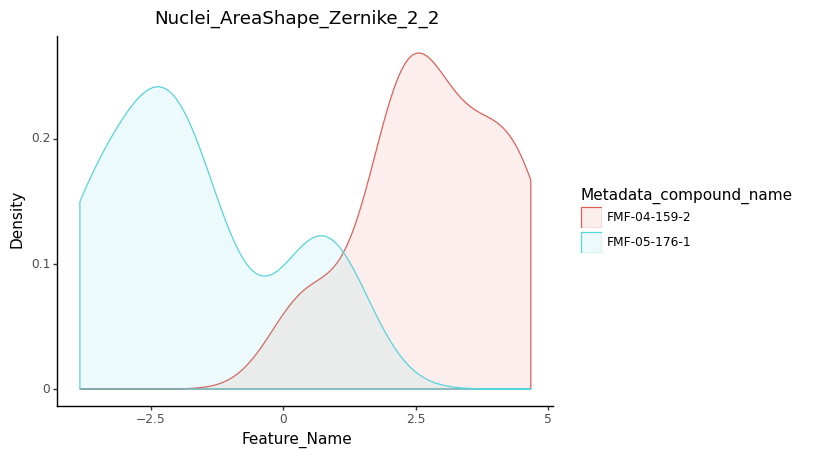 Nuclei_AreaShape_Zernike_2_2
Density
0.2
0.1
0
−2.5
0
2.5
5
Feature_Name
Metadata_compound_name
FMF-04-159-2
FMF-05-176-1